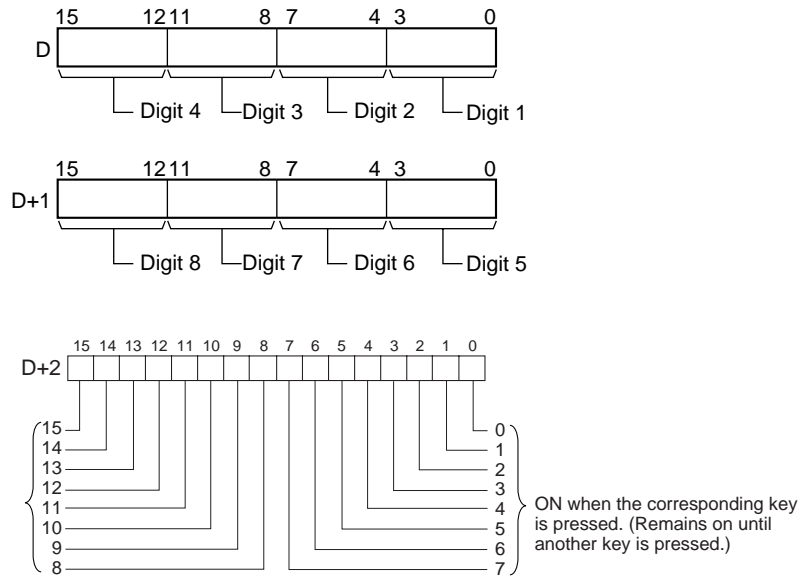 15 12 11 8 7 4 3 0
D
Digit 4 Digit 3 Digit 2 Digit 1
15 12 11 8 7 4 3 0
D+1
Digit 8 Digit 7 Digit 6 Digit 5
15 14 13 12 11 10 9 8 7 6 5 4 3 2 1 0
D+2
15 0
14 1
13 2
12 3
11 4
10 5
9 6
8 7
ON when the corresponding key
is pressed. (Remains on until
another key is pressed.)